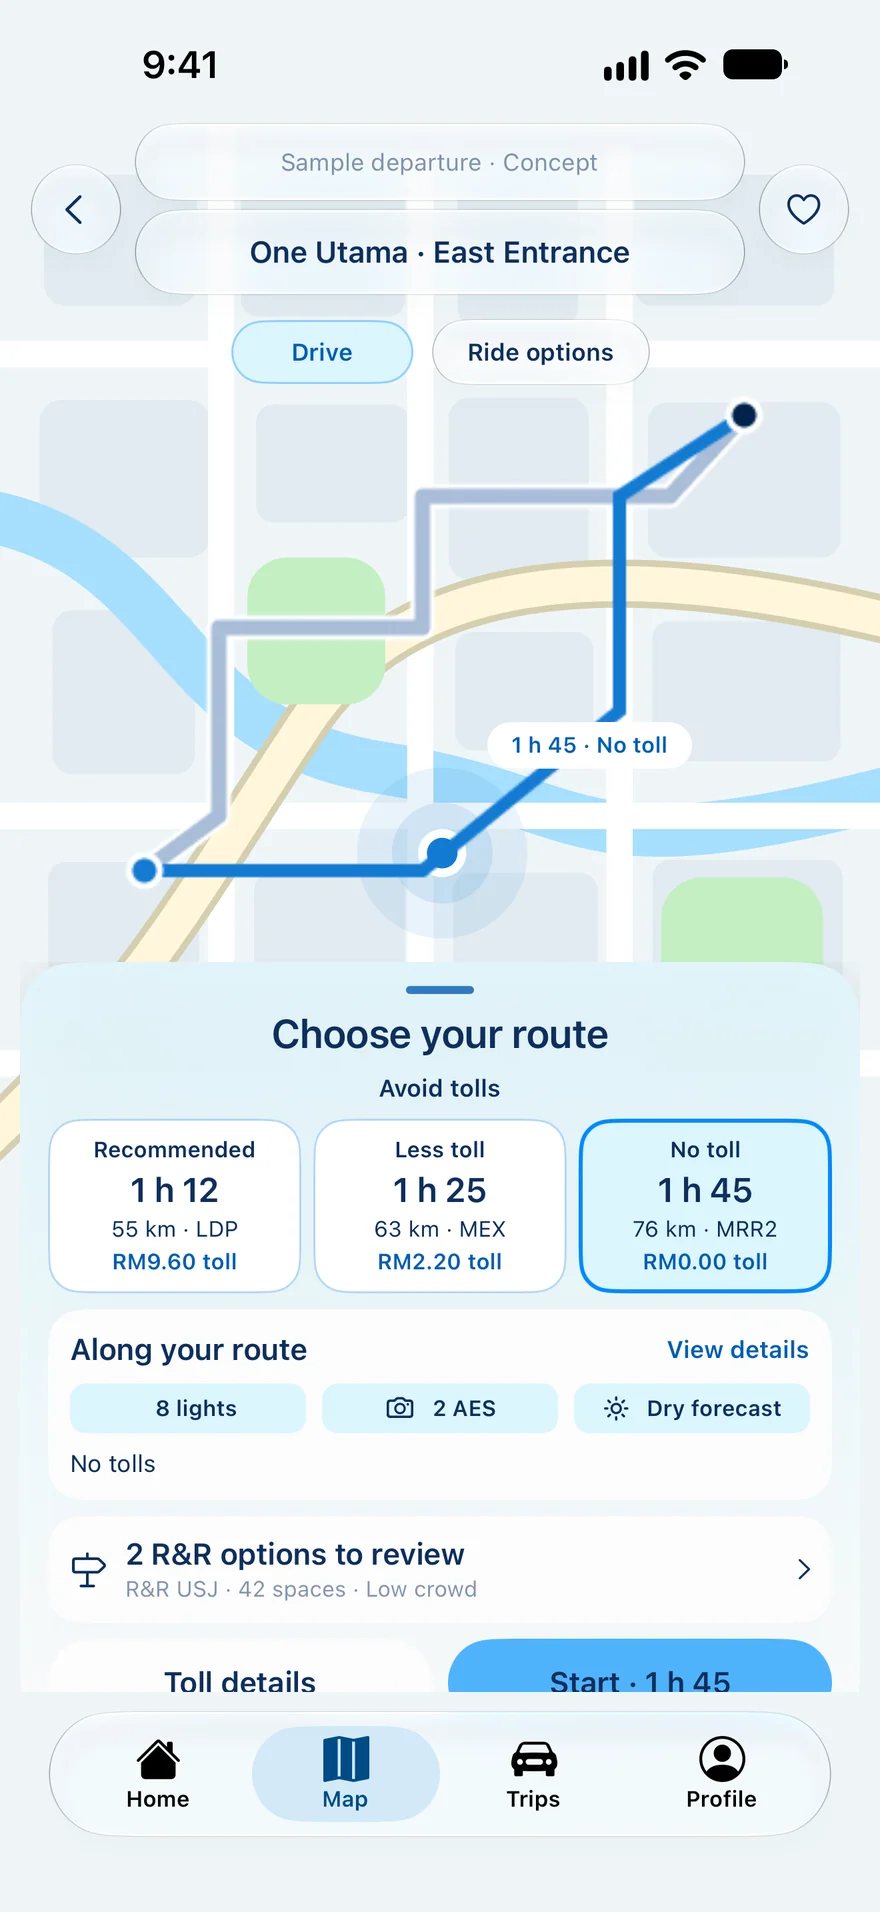 9:41
Sample departure · Concept
One Utama · East Entrance
Drive
Ride options
1 h 45 · No toll
Choose your route
Avoid tolls
Recommended
1 h 12
55 km · LDP
RM9.60 toll
Less toll
1 h 25
63 km · MEX
RM2.20 toll
No toll
1 h 45
76 km · MRR2
RM0.00 toll
Along your route
View details
8 lights
2 AES
Dry forecast
No tolls
2 R&R options to review
R&R USJ · 42 spaces · Low crowd
Toll details
Start · 1 h 45
Home
Map
Trips
Profile